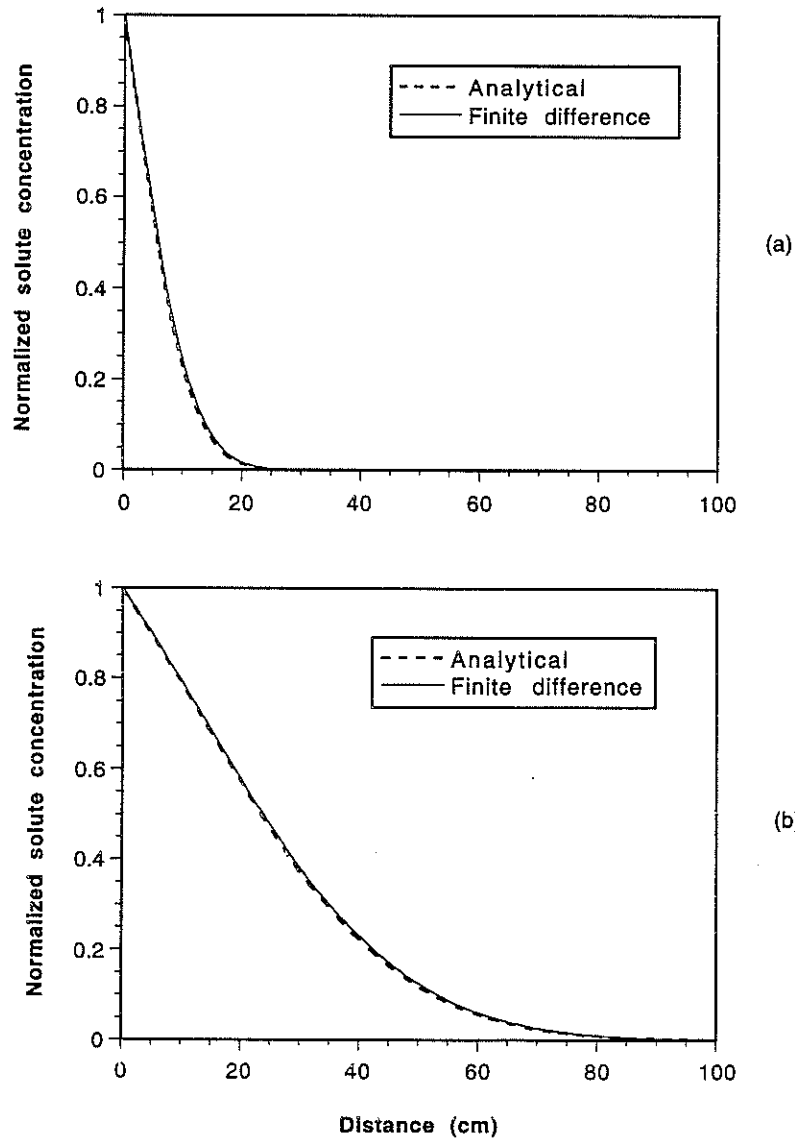 1
0.8
0.6
0.4
0.2
0
Normalized solute concentration
Analytical
Finite difference
(a)
0 20 40 60 80 100
1
0.8
0.6
0.4
0.2
0
Normalized solute concentration
Analytical
Finite difference
(b)
0 20 40 60 80 100
Distance (cm)